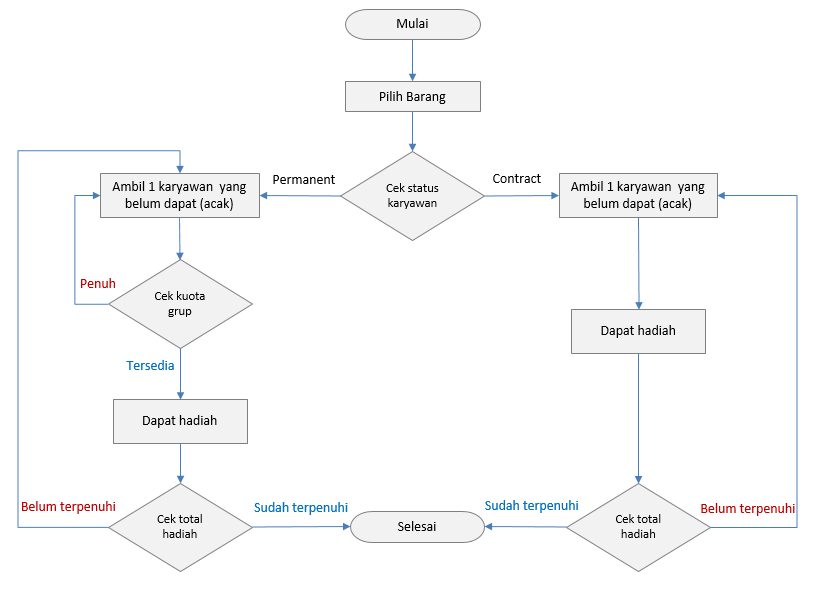 Mulai
Pilih Barang
Cek status
karyawan
Permanent
Contract
Ambil 1 karyawan yang
belum dapat (acak)
Ambil 1 karyawan yang
belum dapat (acak)
Penuh
Cek kuota
grup
Tersedia
Dapat hadiah
Dapat hadiah
Belum terpenuhi
Cek total
hadiah
Sudah terpenuhi
Selesai
Sudah terpenuhi
Cek total
hadiah
Belum terpenuhi